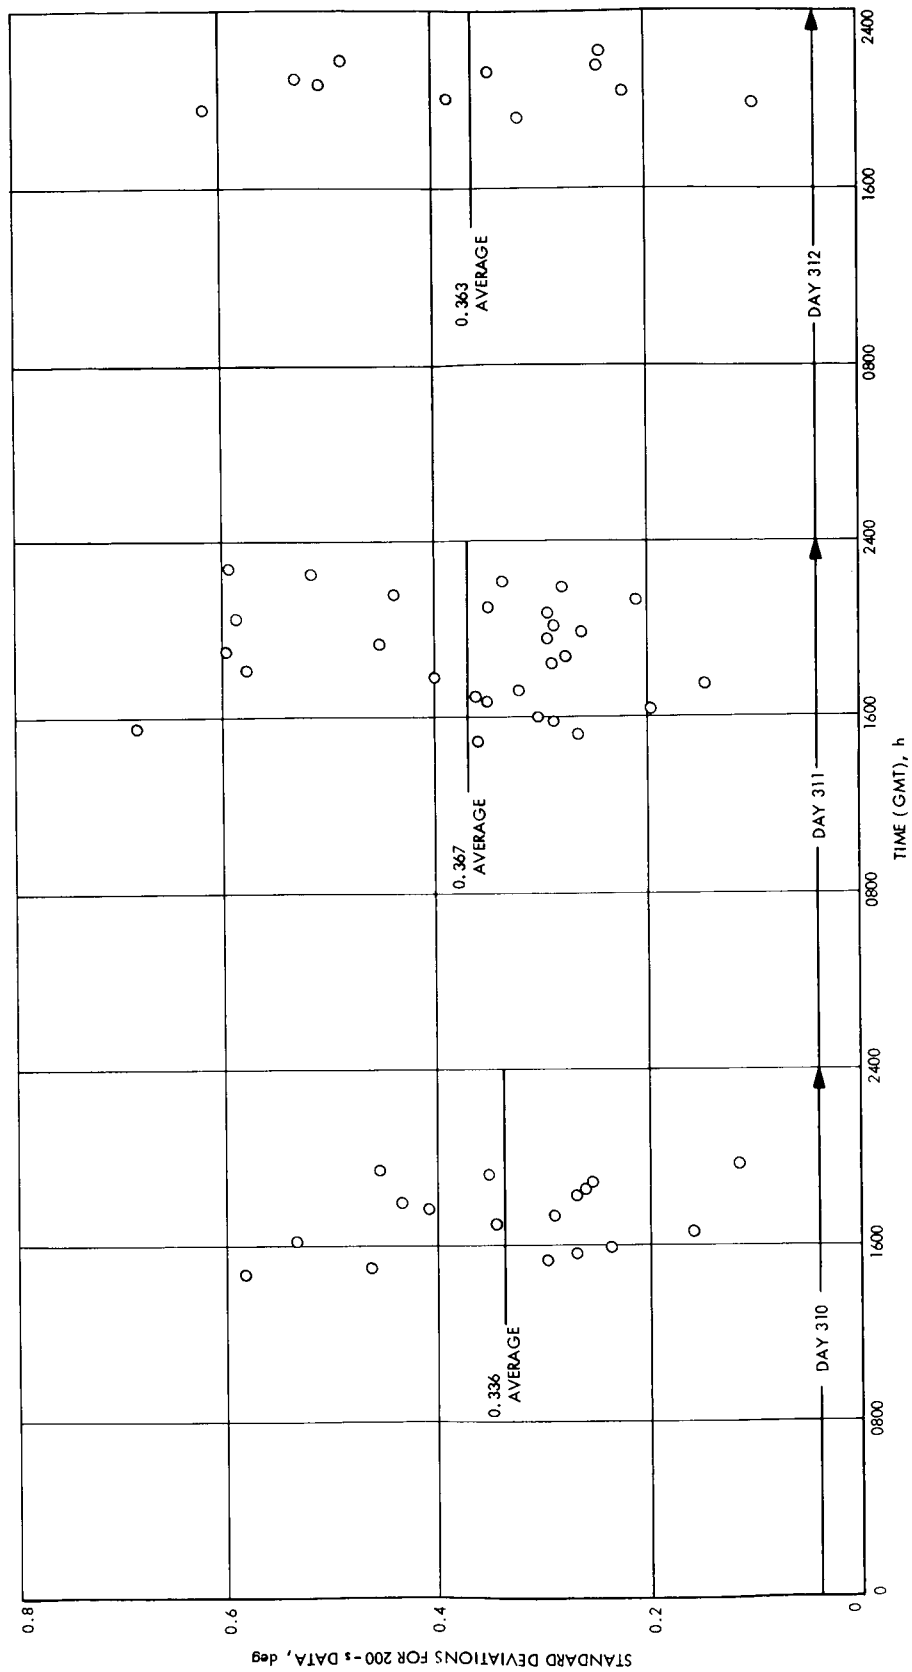 STANDARD DEVIATIONS FOR 200-s DATA, deg
0.8
0.6
0.4
0.2
0
0.336
AVERAGE
0.367
AVERAGE
0.363
AVERAGE
DAY 310
DAY 311
DAY 312
0
0800
1600
2400
0800
1600
2400
0800
1600
2400
TIME (GMT), h